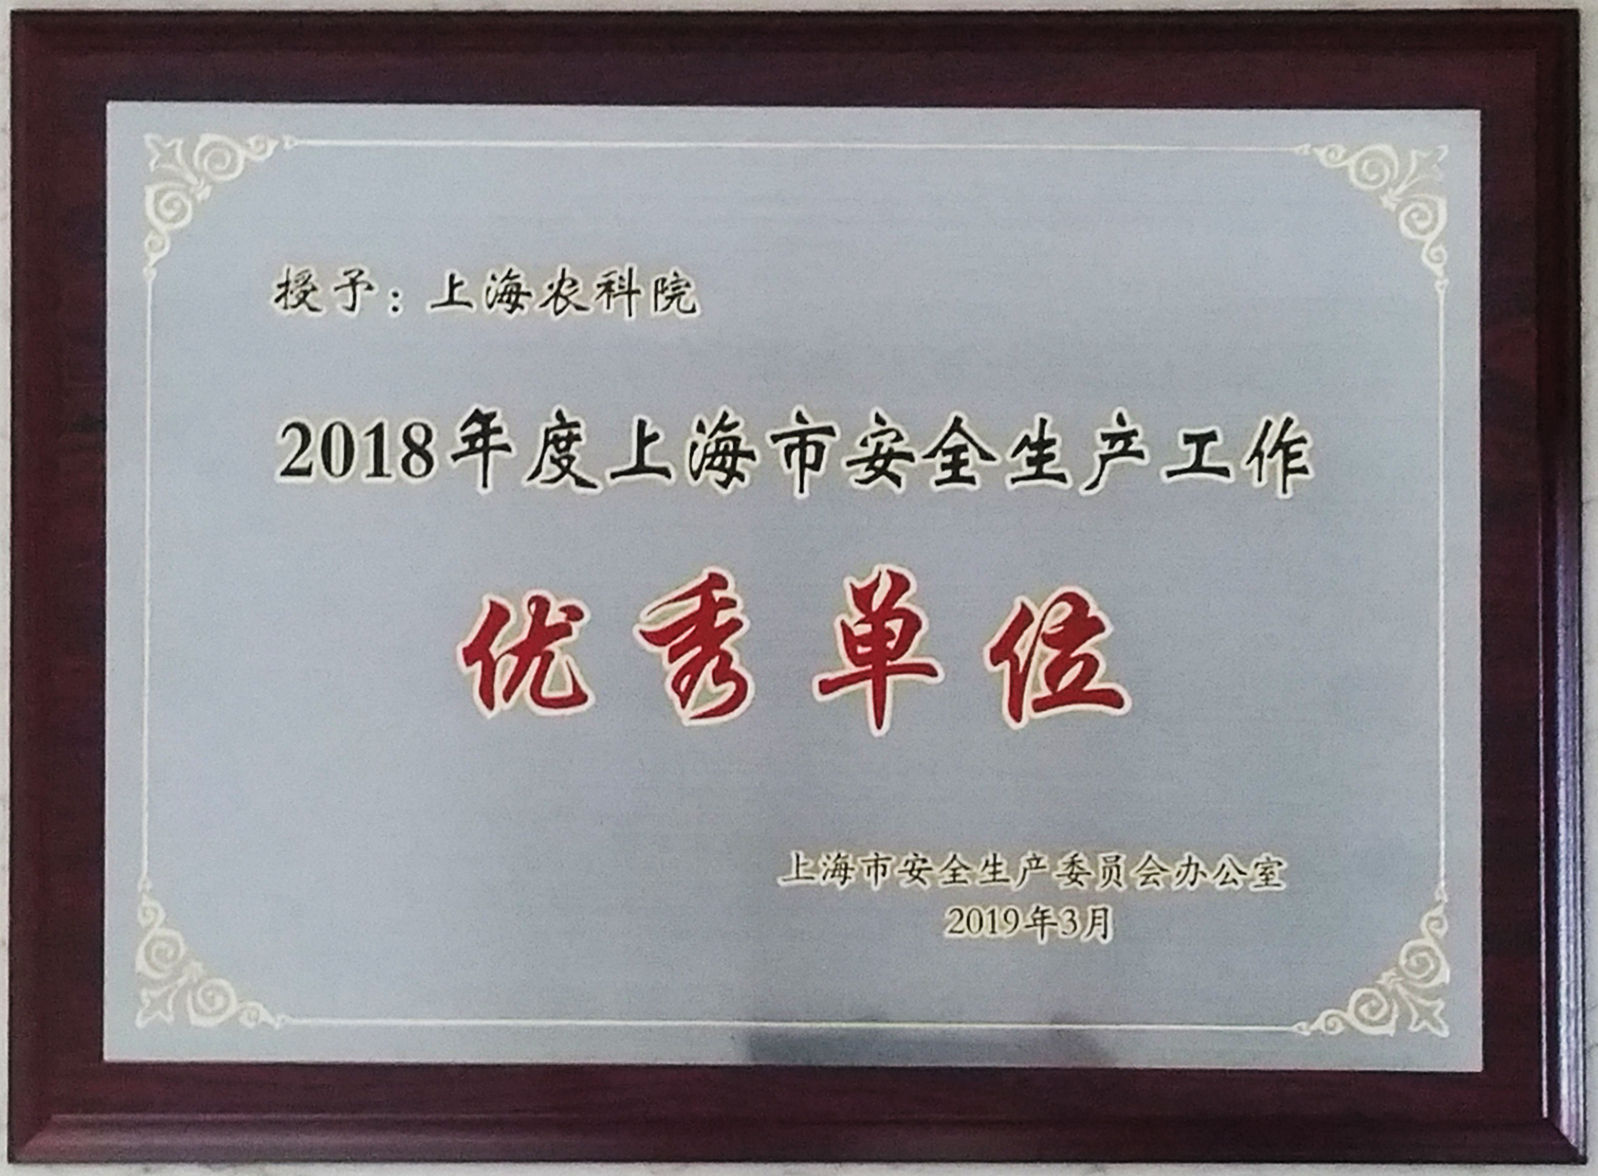 授予：上海农科院
2018年度上海市安全生产工作
优秀单位
上海市安全生产委员会办公室
2019年3月